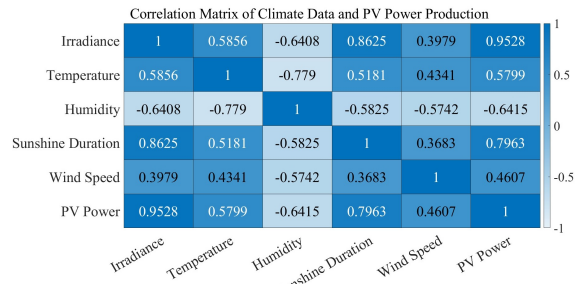 Correlation Matrix of Climate Data and PV Power Production
Irradiance 1 0.5856 -0.6408 0.8625 0.3979 0.9528
Temperature 0.5856 1 -0.779 0.5181 0.4341 0.5799
Humidity -0.6408 -0.779 1 -0.5825 -0.5742 -0.6415
Sunshine Duration 0.8625 0.5181 -0.5825 1 0.3683 0.7963
Wind Speed 0.3979 0.4341 -0.5742 0.3683 1 0.4607
PV Power 0.9528 0.5799 -0.6415 0.7963 0.4607 1
1
0.5
0
-0.5
-1
Irradiance
Temperature
Humidity
Duration
Wind Speed
PV Power